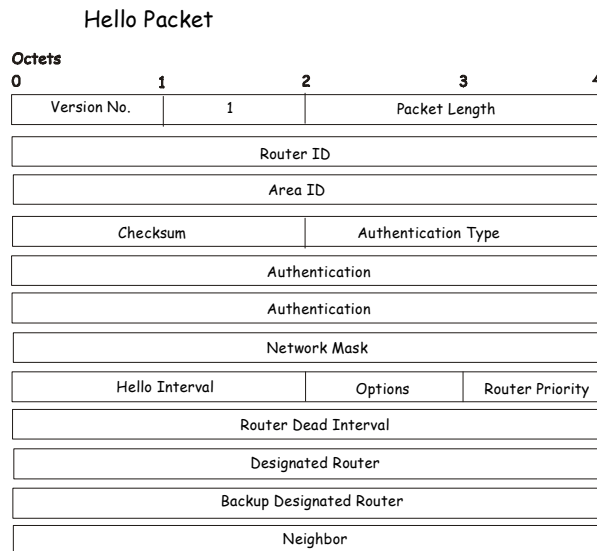 Hello Packet
Octets
0 1 2 3 4
Version No. 1 Packet Length
Router ID
Area ID
Checksum Authentication Type
Authentication
Authentication
Network Mask
Hello Interval Options Router Priority
Router Dead Interval
Designated Router
Backup Designated Router
Neighbor